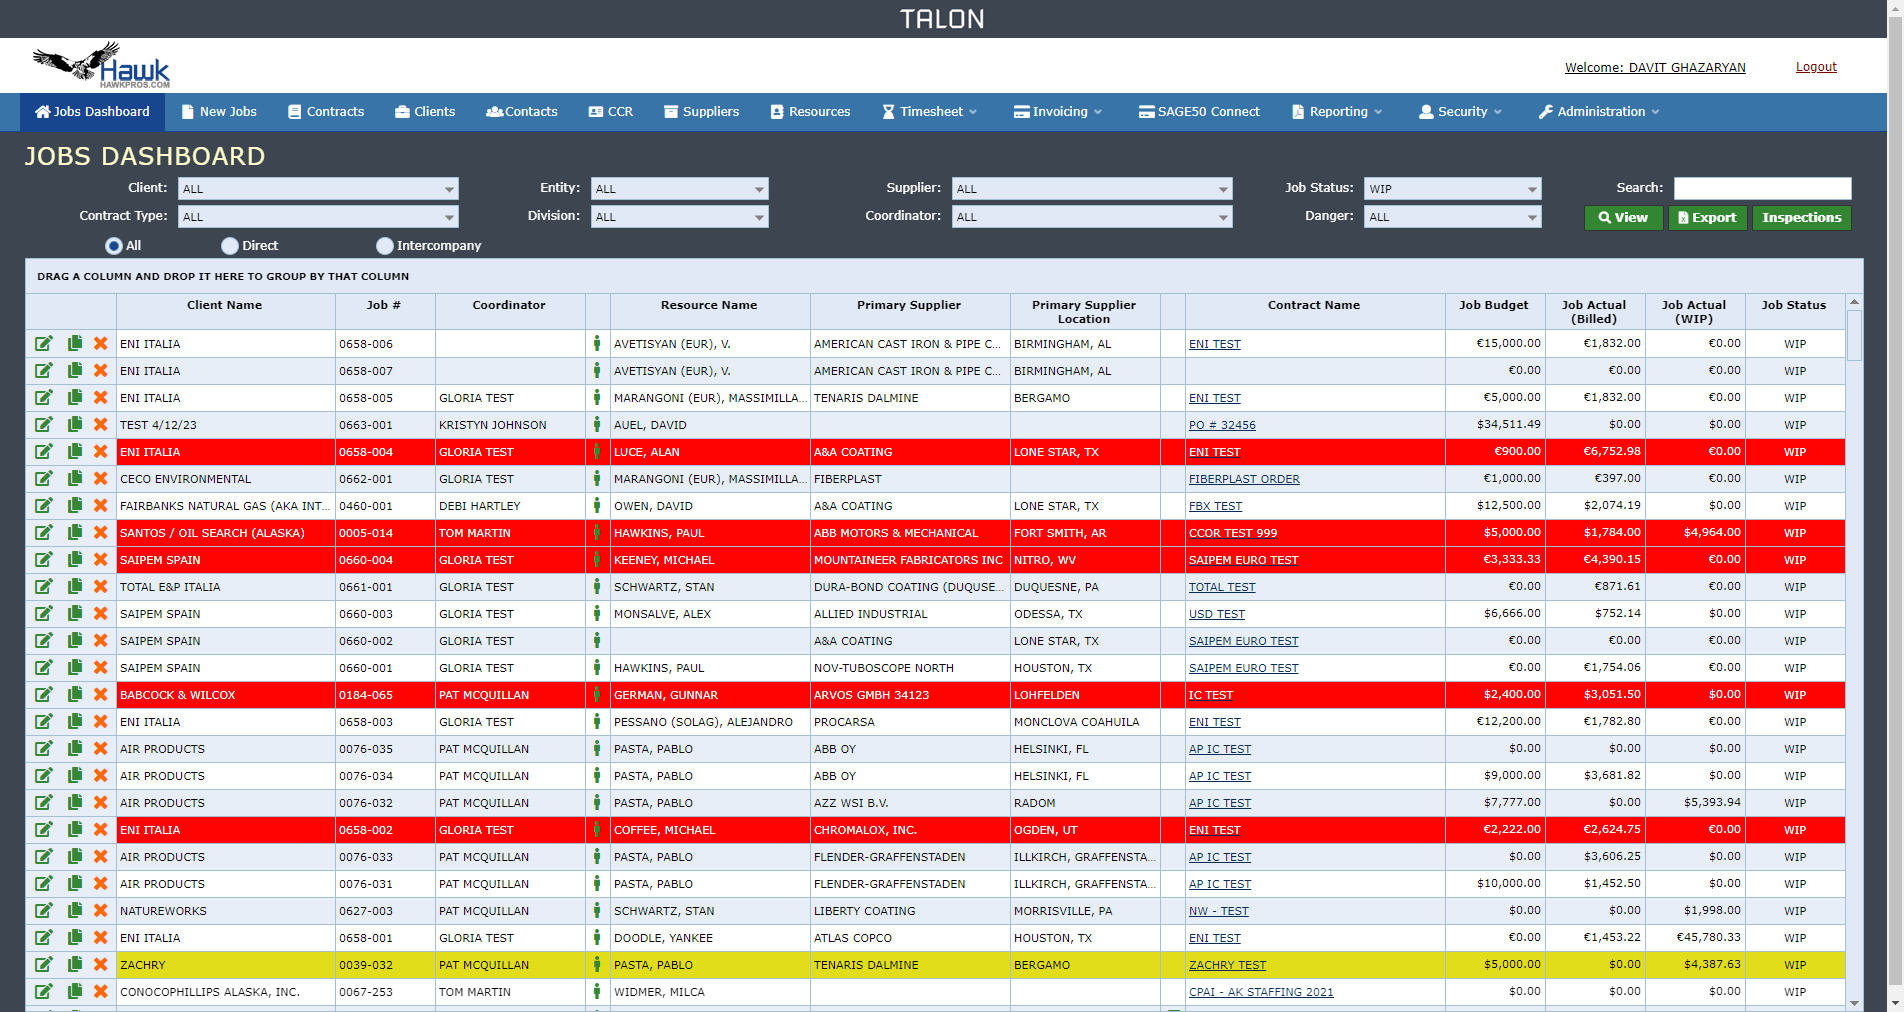 TALON
Hawk
HAWKPROS.COM
Welcome: DAVIT GHAZARYAN Logout
Jobs Dashboard New Jobs Contracts Clients Contacts CCR Suppliers Resources Timesheet Invoicing SAGE50 Connect Reporting Security Administration
JOBS DASHBOARD
Client: ALL Entity: ALL Supplier: ALL Job Status: WIP Search:
Contract Type: ALL Division: ALL Coordinator: ALL Danger: ALL View Export Inspections
All Direct Intercompany
DRAG A COLUMN AND DROP IT HERE TO GROUP BY THAT COLUMN
Client Name Job # Coordinator Resource Name Primary Supplier Primary Supplier Location Contract Name Job Budget Job Actual (Billed) Job Actual (WIP) Job Status
ENI ITALIA 0658-006 AVETISYAN (EUR), V. AMERICAN CAST IRON & PIPE C... BIRMINGHAM, AL ENI TEST €15,000.00 €1,832.00 €0.00 WIP
ENI ITALIA 0658-007 AVETISYAN (EUR), V. AMERICAN CAST IRON & PIPE C... BIRMINGHAM, AL €0.00 €0.00 €0.00 WIP
ENI ITALIA 0658-005 GLORIA TEST MARANGONI (EUR), MASSIMILLA... TENARIS DALMINE BERGAMO ENI TEST €5,000.00 €1,832.00 €0.00 WIP
TEST 4/12/23 0663-001 KRISTYN JOHNSON AUEL, DAVID PO # 32456 $34,511.49 $0.00 $0.00 WIP
ENI ITALIA 0658-004 GLORIA TEST LUCE, ALAN A&A COATING LONE STAR, TX ENI TEST €900.00 €6,752.98 €0.00 WIP
CECO ENVIRONMENTAL 0662-001 GLORIA TEST MARANGONI (EUR), MASSIMILLA... FIBERPLAST FIBERPLAST ORDER €1,000.00 €397.00 €0.00 WIP
FAIRBANKS NATURAL GAS (AKA INT... 0460-001 DEBI HARTLEY OWEN, DAVID A&A COATING LONE STAR, TX FBX TEST $12,500.00 $2,074.19 $0.00 WIP
SANTOS / OIL SEARCH (ALASKA) 0005-014 TOM MARTIN HAWKINS, PAUL ABB MOTORS & MECHANICAL FORT SMITH, AR CCOR TEST 999 $5,000.00 $1,784.00 $4,964.00 WIP
SAIPEM SPAIN 0660-004 GLORIA TEST KEENEY, MICHAEL MOUNTAINEER FABRICATORS INC NITRO, WV SAIPEM EURO TEST €3,333.33 €4,390.15 €0.00 WIP
TOTAL E&P ITALIA 0661-001 GLORIA TEST SCHWARTZ, STAN DURA-BOND COATING (DUQUSE... DUQUESNE, PA TOTAL TEST €0.00 €871.61 €0.00 WIP
SAIPEM SPAIN 0660-003 GLORIA TEST MONSALVE, ALEX ALLIED INDUSTRIAL ODESSA, TX USD TEST $6,666.00 $752.14 $0.00 WIP
SAIPEM SPAIN 0660-002 GLORIA TEST A&A COATING LONE STAR, TX SAIPEM EURO TEST €0.00 €0.00 €0.00 WIP
SAIPEM SPAIN 0660-001 GLORIA TEST HAWKINS, PAUL NOV-TUBOSCOPE NORTH HOUSTON, TX SAIPEM EURO TEST €0.00 €1,754.06 €0.00 WIP
BABCOCK & WILCOX 0184-065 PAT MCQUILLAN GERMAN, GUNNAR ARVOS GMBH 34123 LOHFELDEN IC TEST $2,400.00 $3,051.50 $0.00 WIP
ENI ITALIA 0658-003 GLORIA TEST PESSANO (SOLAG), ALEJANDRO PROCARSA MONCLOVA COAHUILA ENI TEST €12,200.00 €1,782.80 €0.00 WIP
AIR PRODUCTS 0076-035 PAT MCQUILLAN PASTA, PABLO ABB OY HELSINKI, FL AP IC TEST $0.00 $0.00 $0.00 WIP
AIR PRODUCTS 0076-034 PAT MCQUILLAN PASTA, PABLO ABB OY HELSINKI, FL AP IC TEST $9,000.00 $3,681.82 $0.00 WIP
AIR PRODUCTS 0076-032 PAT MCQUILLAN PASTA, PABLO AZZ WSI B.V. RADOM AP IC TEST $7,777.00 $0.00 $5,393.94 WIP
ENI ITALIA 0658-002 GLORIA TEST COFFEE, MICHAEL CHROMALOX, INC. OGDEN, UT ENI TEST €2,222.00 €2,624.75 €0.00 WIP
AIR PRODUCTS 0076-033 PAT MCQUILLAN PASTA, PABLO FLENDER-GRAFFENSTADEN ILLKIRCH, GRAFFENSTA... AP IC TEST $0.00 $3,606.25 $0.00 WIP
AIR PRODUCTS 0076-031 PAT MCQUILLAN PASTA, PABLO FLENDER-GRAFFENSTADEN ILLKIRCH, GRAFFENSTA... AP IC TEST $10,000.00 $1,452.50 $0.00 WIP
NATUREWORKS 0627-003 PAT MCQUILLAN SCHWARTZ, STAN LIBERTY COATING MORRISVILLE, PA NW - TEST $0.00 $0.00 $1,998.00 WIP
ENI ITALIA 0658-001 GLORIA TEST DOODLE, YANKEE ATLAS COPCO HOUSTON, TX ENI TEST €0.00 €1,453.22 €45,780.33 WIP
ZACHRY 0039-032 PAT MCQUILLAN PASTA, PABLO TENARIS DALMINE BERGAMO ZACHRY TEST $5,000.00 $0.00 $4,387.63 WIP
CONOCOPHILLIPS ALASKA, INC. 0067-253 TOM MARTIN WIDMER, MILCA CPAI - AK STAFFING 2021 $0.00 $0.00 $0.00 WIP